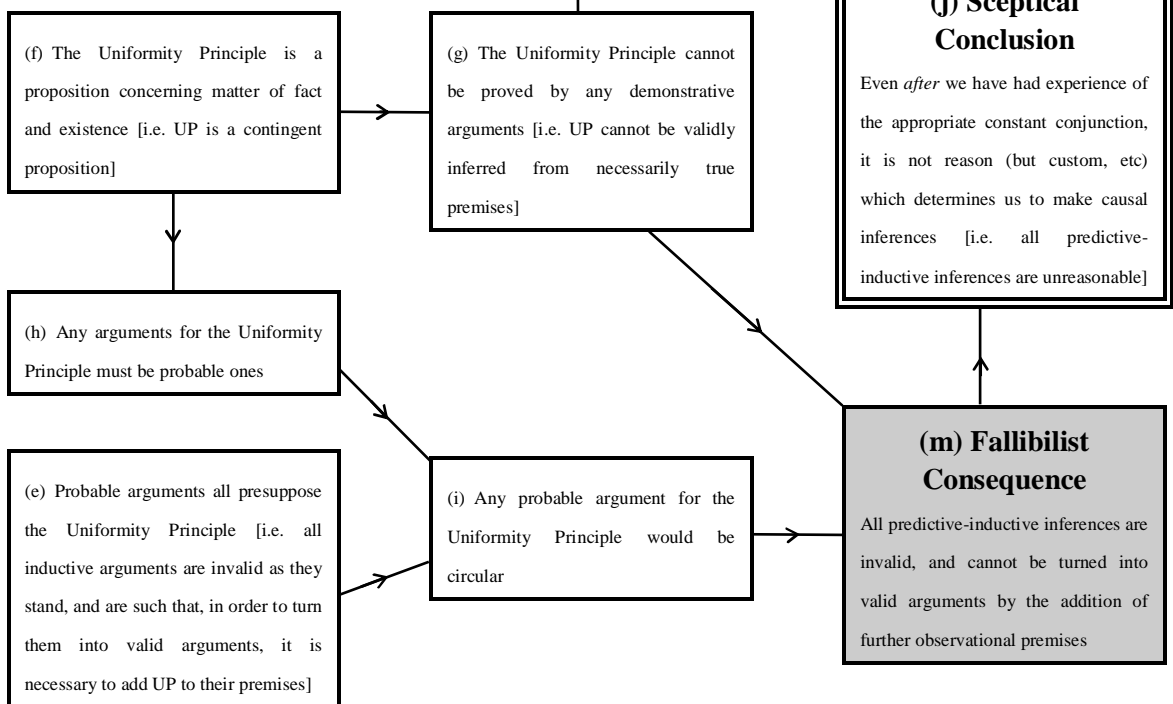 (f) The Uniformity Principle is a
proposition concerning matter of fact
and existence [i.e. UP is a contingent
proposition]
(g) The Uniformity Principle cannot
be proved by any demonstrative
arguments [i.e. UP cannot be validly
inferred from necessarily true
premises]
(j) Sceptical
Conclusion
Even after we have had experience of
the appropriate constant conjunction,
it is not reason (but custom, etc)
which determines us to make causal
inferences [i.e. all predictive-
inductive inferences are unreasonable]
(h) Any arguments for the Uniformity
Principle must be probable ones
(e) Probable arguments all presuppose
the Uniformity Principle [i.e. all
inductive arguments are invalid as they
stand, and are such that, in order to turn
them into valid arguments, it is
necessary to add UP to their premises]
(i) Any probable argument for the
Uniformity Principle would be
circular
(m) Fallibilist
Consequence
All predictive-inductive inferences are
invalid, and cannot be turned into
valid arguments by the addition of
further observational premises